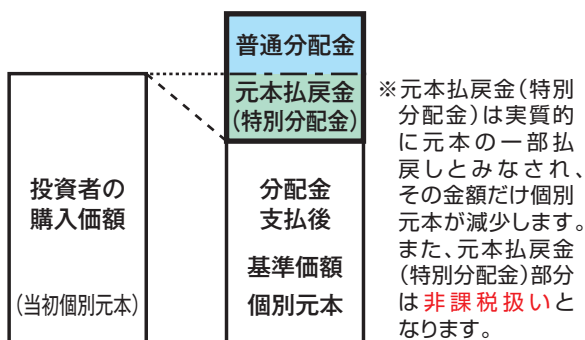 普通分配金
元本払戻金
(特別分配金)
投資者の
購入価額
(当初個別元本)
分配金
支払後
基準価額
個別元本
※元本払戻金(特別
分配金)は実質的
に元本の一部払
戻しとみなされ、
その金額だけ個別
元本が減少します。
また、元本払戻金
(特別分配金)部分
は非課税扱いと
なります。